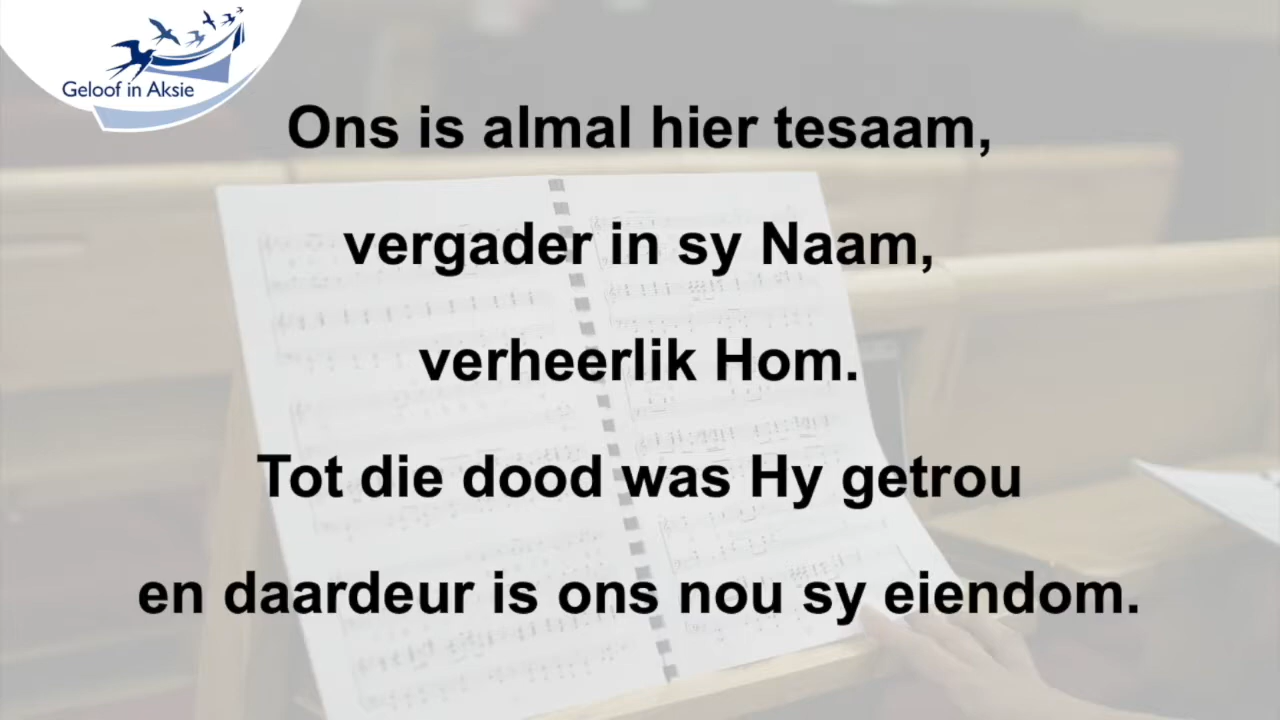 Geloof in Aksie
Ons is almal hier tesaam,
vergader in sy Naam,
verheerlik Hom.
Tot die dood was Hy getrou
en daardeur is ons nou sy eiendom.